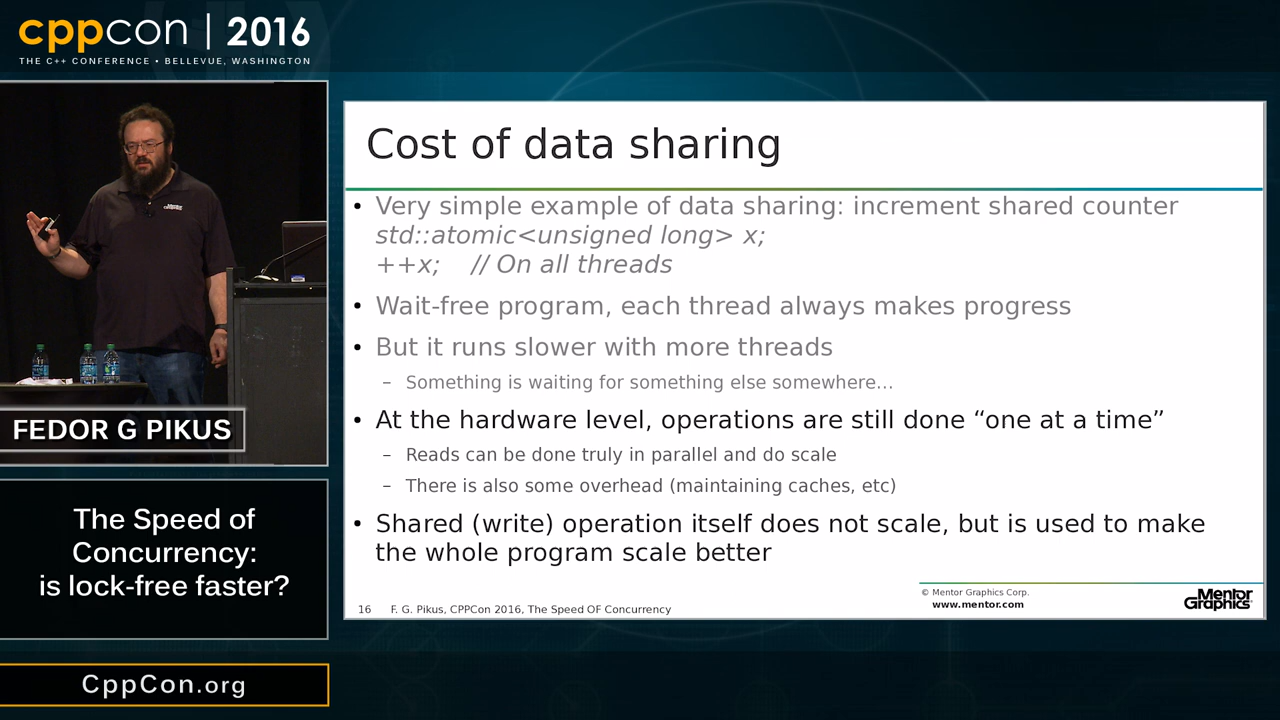 cppcon | 2016
THE C++ CONFERENCE • BELLEVUE, WASHINGTON
Mentor Graphics
FEDOR G PIKUS
The Speed of
Concurrency:
is lock-free faster?
CppCon.org
Cost of data sharing
• Very simple example of data sharing: increment shared counter
std::atomic<unsigned long> x;
++x; // On all threads
• Wait-free program, each thread always makes progress
• But it runs slower with more threads
– Something is waiting for something else somewhere...
• At the hardware level, operations are still done “one at a time”
– Reads can be done truly in parallel and do scale
– There is also some overhead (maintaining caches, etc)
• Shared (write) operation itself does not scale, but is used to make
the whole program scale better
16 F. G. Pikus, CPPCon 2016, The Speed OF Concurrency
© Mentor Graphics Corp.
www.mentor.com
Mentor
Graphics